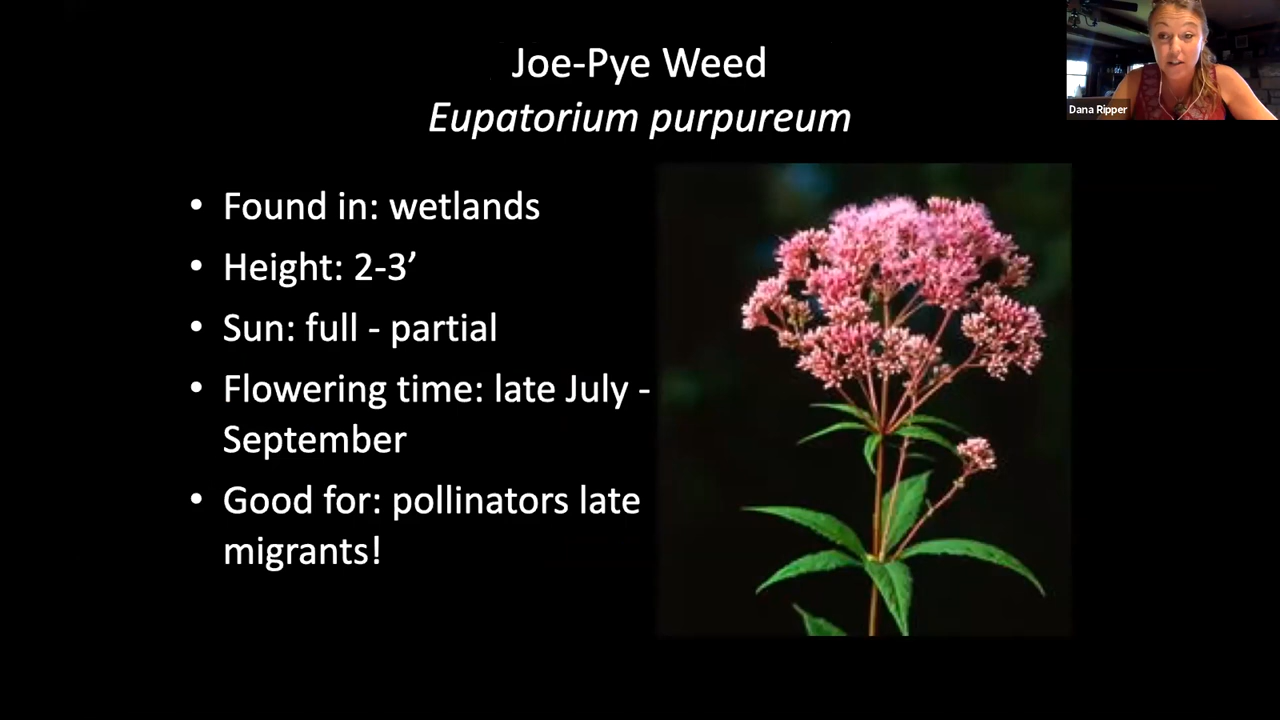 Joe-Pye Weed
Eupatorium purpureum
• Found in: wetlands
• Height: 2-3’
• Sun: full - partial
• Flowering time: late July -
September
• Good for: pollinators late
migrants!
Dana Ripper